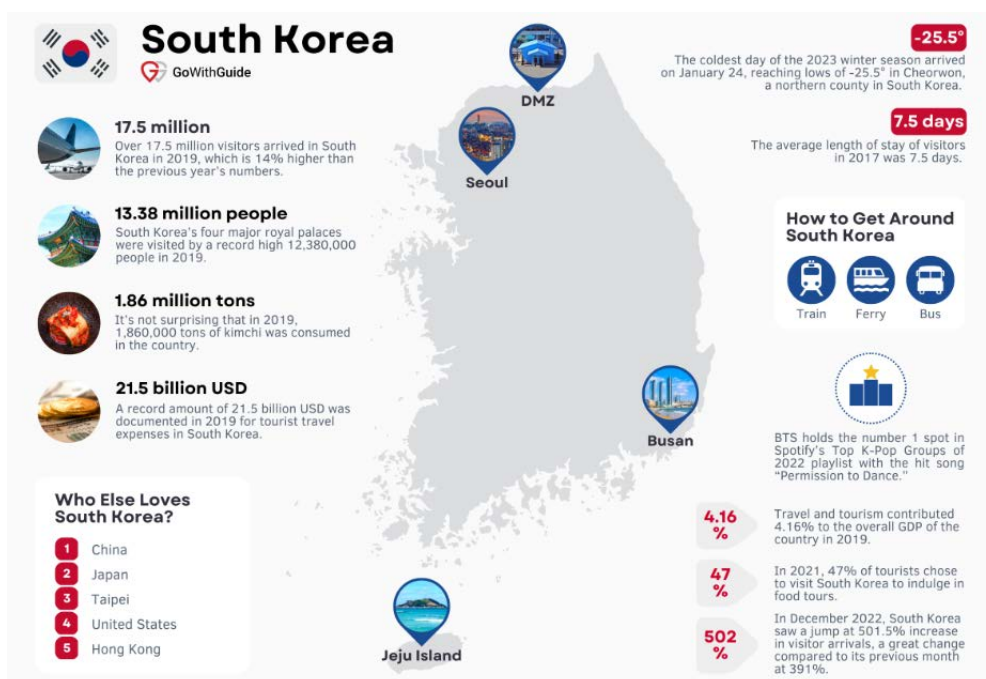 South Korea
GoWithGuide
17.5 million
Over 17.5 million visitors arrived in South
Korea in 2019, which is 14% higher than
the previous year's numbers.
13.38 million people
South Korea's four major royal palaces
were visited by a record high 12,380,000
people in 2019.
1.86 million tons
It's not surprising that in 2019,
1,860,000 tons of kimchi was consumed
in the country.
21.5 billion USD
A record amount of 21.5 billion USD was
documented in 2019 for tourist travel
expenses in South Korea.
Who Else Loves
South Korea?
1 China
2 Japan
3 Taipei
4 United States
5 Hong Kong
DMZ
Seoul
Busan
Jeju Island
-25.5°
The coldest day of the 2023 winter season arrived
on January 24, reaching lows of -25.5° in Cheorwon,
a northern county in South Korea.
7.5 days
The average length of stay of visitors
in 2017 was 7.5 days.
How to Get Around
South Korea
Train Ferry Bus
BTS holds the number 1 spot in
Spotify's Top K-Pop Groups of
2022 playlist with the hit song
"Permission to Dance."
4.16
%
Travel and tourism contributed
4.16% to the overall GDP of the
country in 2019.
47
%
In 2021, 47% of tourists chose
to visit South Korea to indulge in
food tours.
502
%
In December 2022, South Korea
saw a jump at 501.5% increase
in visitor arrivals, a great change
compared to its previous month
at 391%.